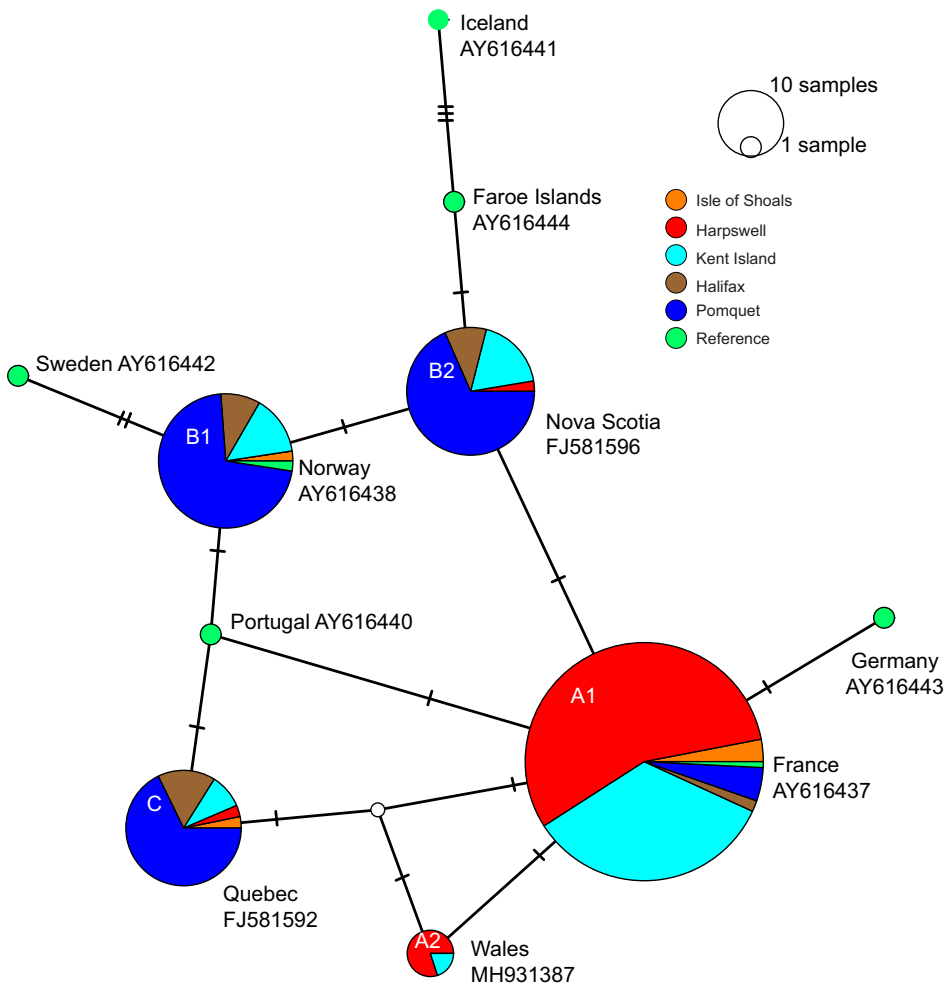 Iceland
AY616441
10 samples
1 sample
Faroe Islands
AY616444
Isle of Shoals
Harpswell
Kent Island
Halifax
Pomquet
Reference
Sweden AY616442
B2
Nova Scotia
FJ581596
B1
Norway
AY616438
Portugal AY616440
Germany
AY616443
A1
France
AY616437
C
Quebec
FJ581592
A2
Wales
MH931387